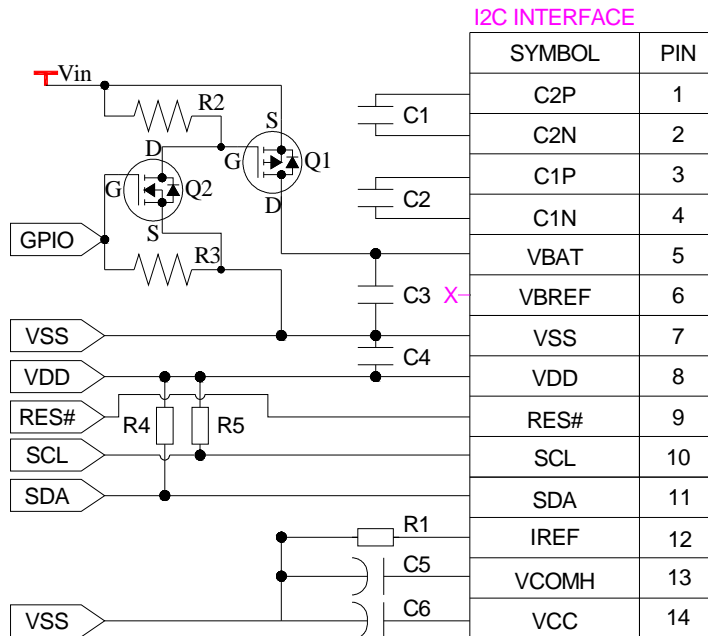 I2C INTERFACE
SYMBOL PIN
Vin
R2
C2P 1
C1
S
C2N 2
D
G Q1
C1P 3
G Q2
C2
D
C1N 4
S
GPIO
R3
VBAT 5
C3
X
VBREF 6
VSS
VSS 7
C4
VDD
VDD 8
RES#
R4 R5
RES# 9
SCL
SCL 10
SDA
SDA 11
R1
IREF 12
C5
VCOMH 13
C6
VSS
VCC 14